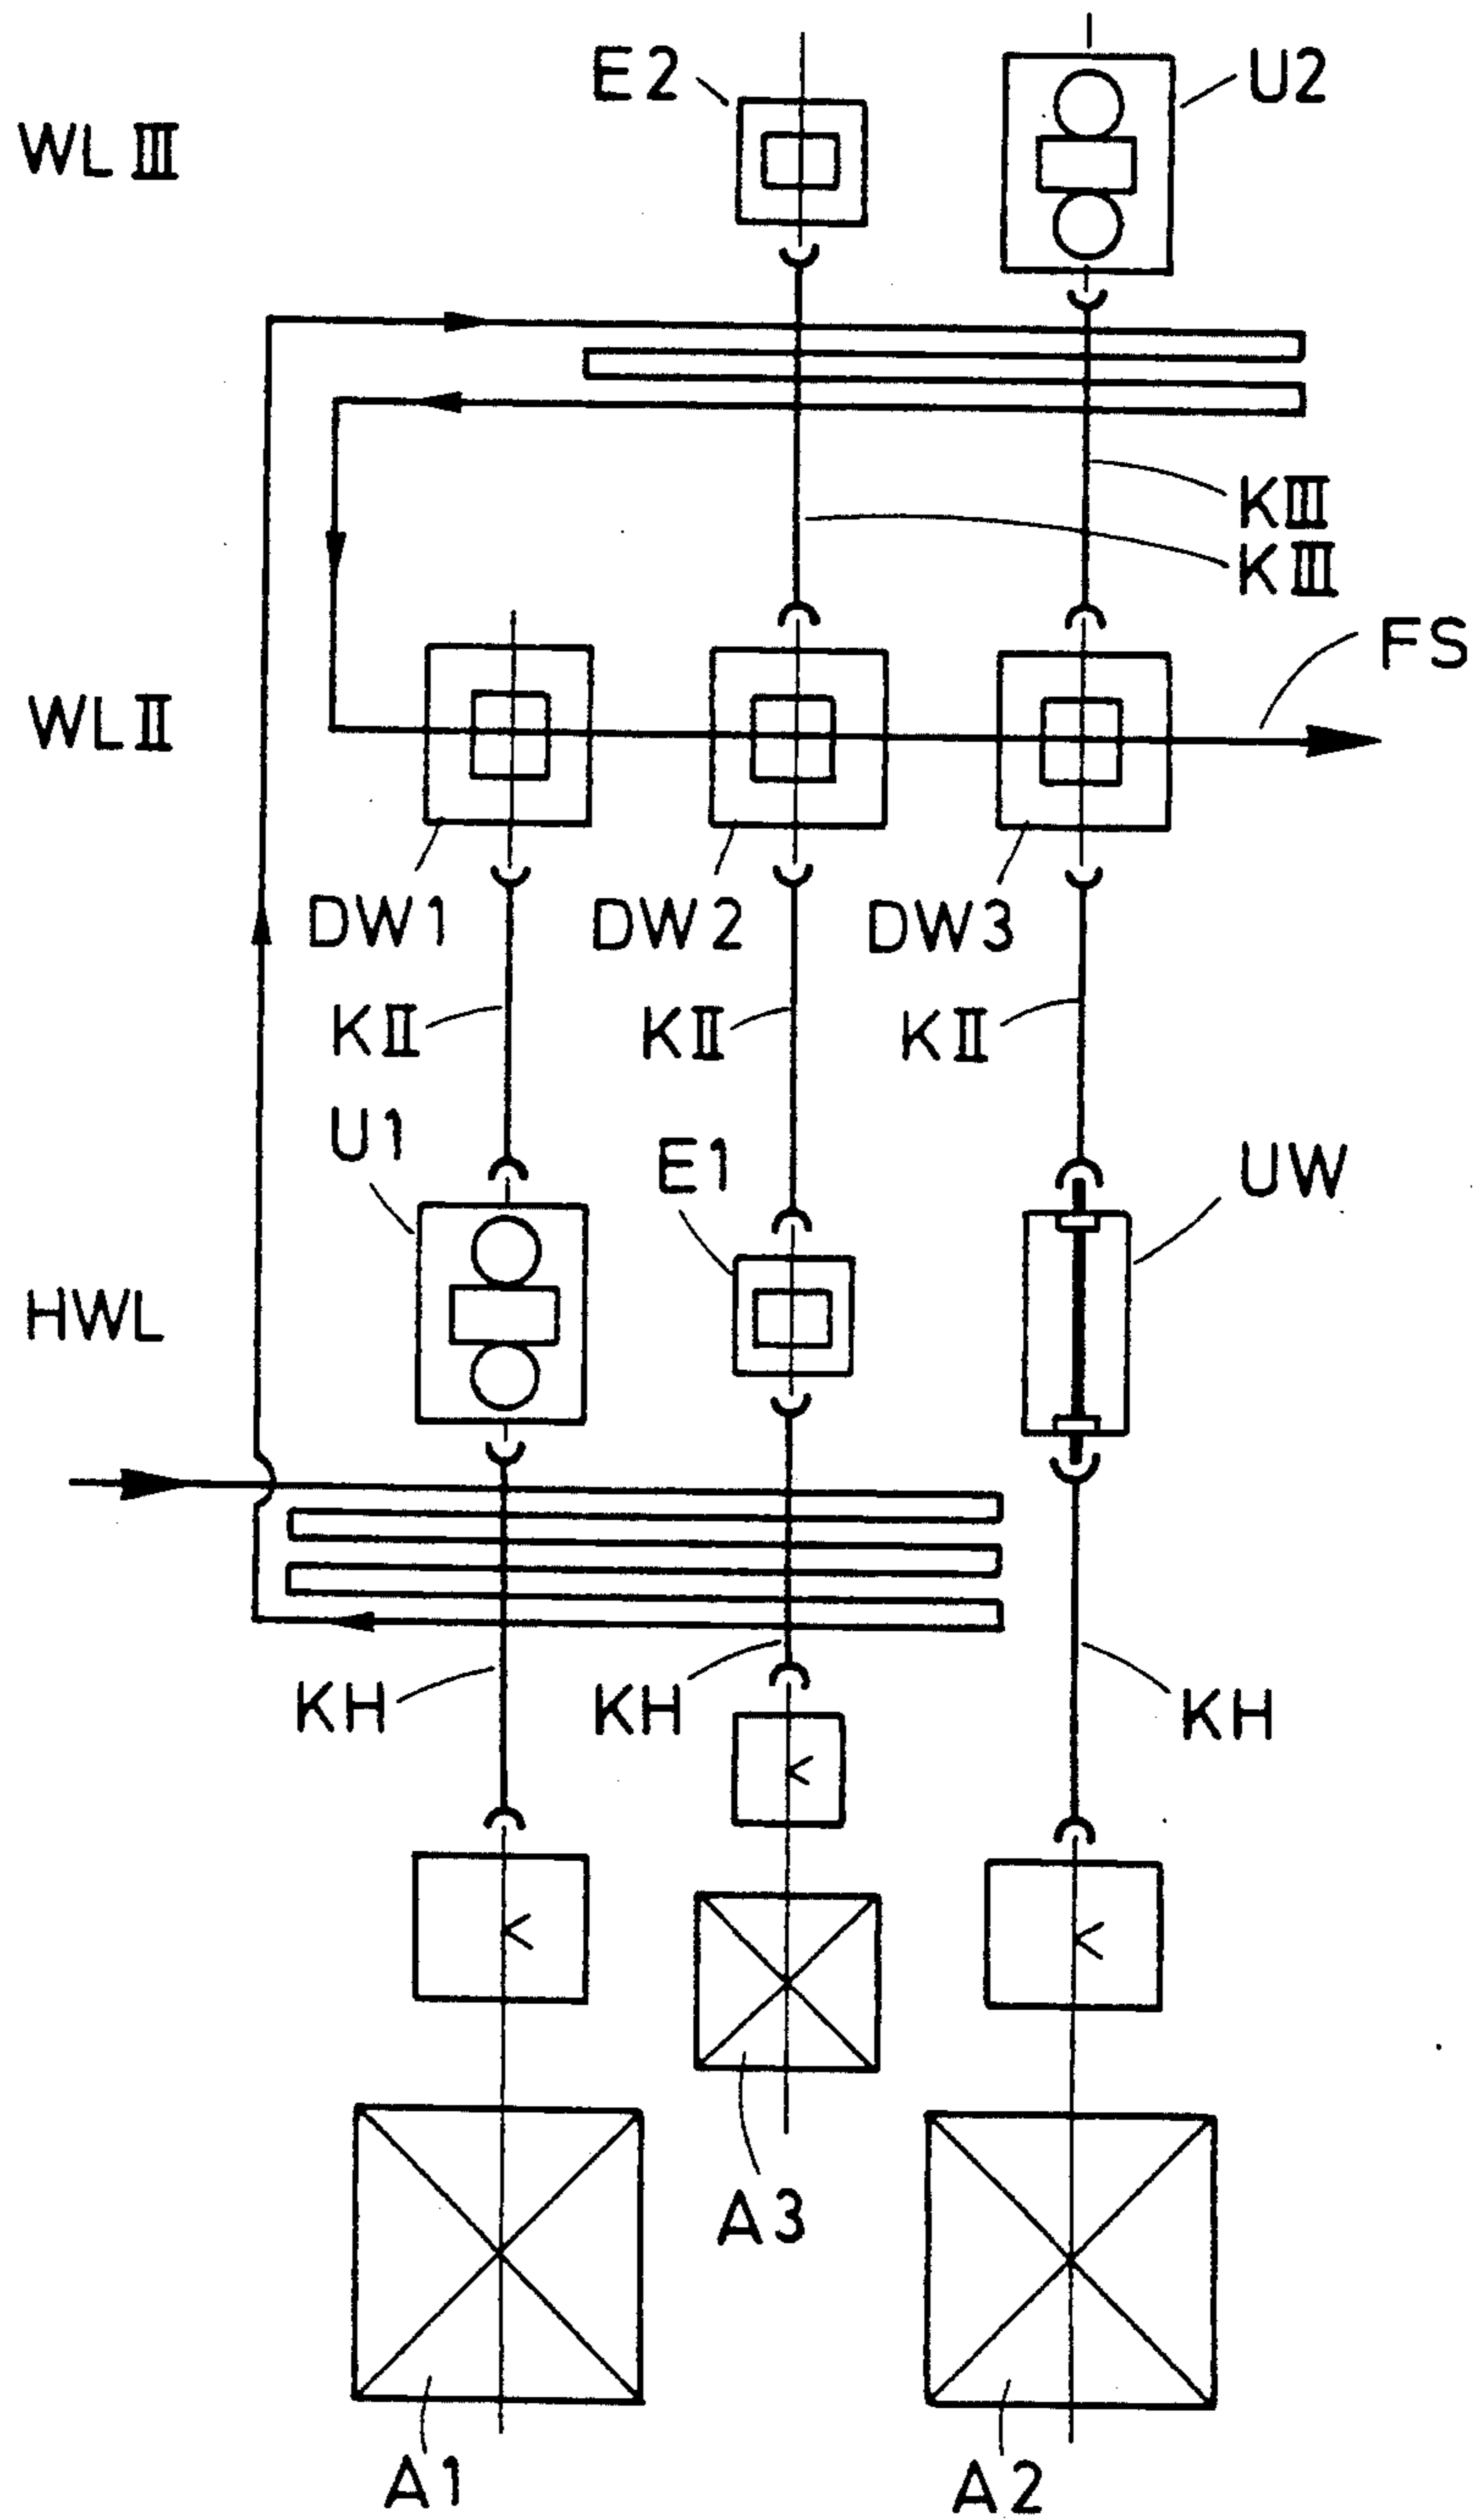 E2
U2
WL III
K III
K III
FS
WL II
DW1
DW2
DW3
K II
K II
K II
U1
E1
UW
HWL
KH
KH
KH
A3
A1
A2